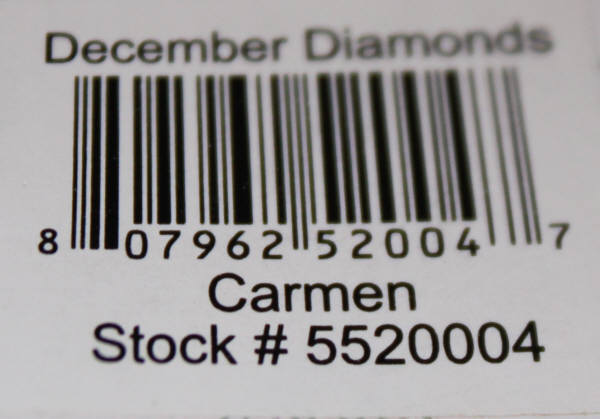 December Diamonds
8 07962 52004 7
Carmen
Stock # 5520004